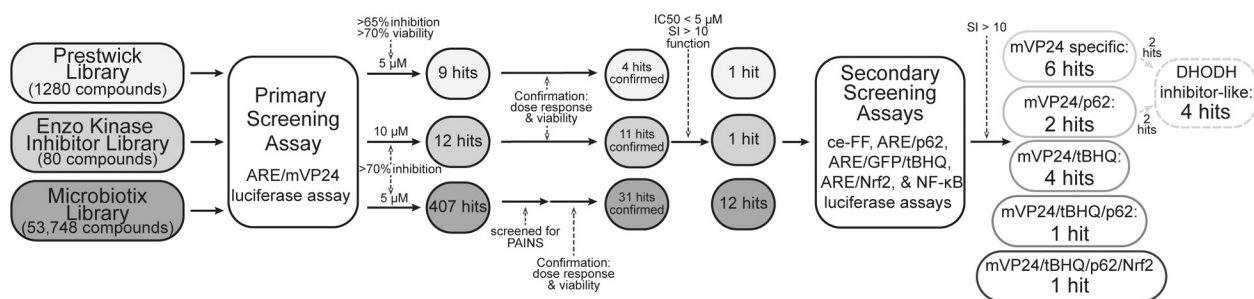 Prestwick
Library
(1280 compounds)
Enzo Kinase
Inhibitor Library
(80 compounds)
Microbiotix
Library
(53,748 compounds)
Primary
Screening
Assay
ARE/mVP24
luciferase assay
>65% inhibition
>70% viability
5 µM
10 µM
>70% inhibition
5 µM
9 hits
12 hits
407 hits
Confirmation:
dose response
& viability
screened for
PAINS
Confirmation:
dose response
& viability
4 hits
confirmed
11 hits
confirmed
31 hits
confirmed
IC50 < 5 µM
SI > 10
function
1 hit
1 hit
12 hits
Secondary
Screening
Assays
ce-FF, ARE/p62,
ARE/GFP/tBHQ,
ARE/Nrf2, & NF-κB
luciferase assays
SI > 10
mVP24 specific:
6 hits
mVP24/p62:
2 hits
mVP24/tBHQ:
4 hits
mVP24/tBHQ/p62:
1 hit
mVP24/tBHQ/p62/Nrf2
1 hit
2
hits
2
hits
DHODH
inhibitor-like:
4 hits